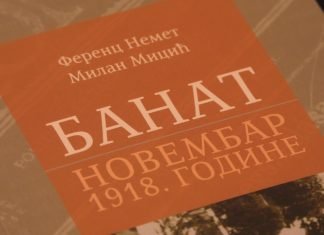 Ференц Немет
Милан Мицић
БАНАТ
НОВЕМБАР
1918. ГОДИНЕ